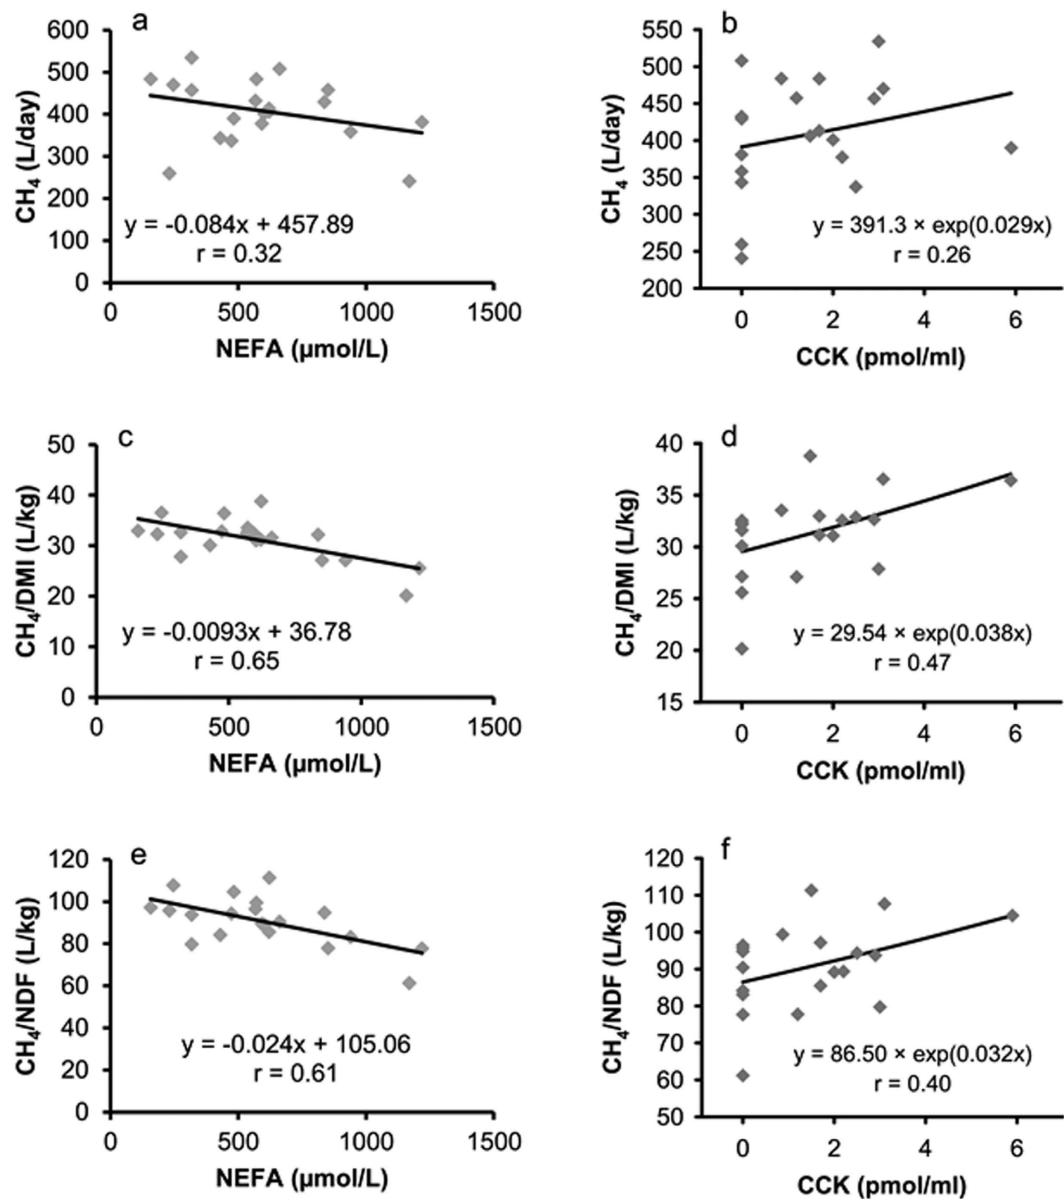 a
600
500
400
300
200
100
0
CH₄ (L/day)
y = -0.084x + 457.89
r = 0.32
0 500 1000 1500
NEFA (µmol/L)
b
550
500
450
400
350
300
250
200
CH₄ (L/day)
y = 391.3 × exp(0.029x)
r = 0.26
0 2 4 6
CCK (pmol/ml)
c
50
40
30
20
10
0
CH₄/DMI (L/kg)
y = -0.0093x + 36.78
r = 0.65
0 500 1000 1500
NEFA (µmol/L)
d
40
35
30
25
20
15
CH₄/DMI (L/kg)
y = 29.54 × exp(0.038x)
r = 0.47
0 2 4 6
CCK (pmol/ml)
e
120
100
80
60
40
20
0
CH₄/NDF (L/kg)
y = -0.024x + 105.06
r = 0.61
0 500 1000 1500
NEFA (µmol/L)
f
120
110
100
90
80
70
60
50
CH₄/NDF (L/kg)
y = 86.50 × exp(0.032x)
r = 0.40
0 2 4 6
CCK (pmol/ml)